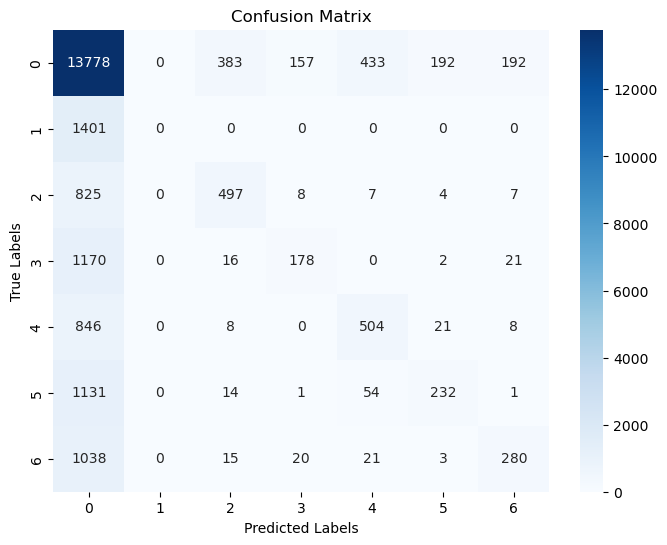 Confusion Matrix
0 13778 0 383 157 433 192 192
1 1401 0 0 0 0 0 0
2 825 0 497 8 7 4 7
3 1170 0 16 178 0 2 21
4 846 0 8 0 504 21 8
5 1131 0 14 1 54 232 1
6 1038 0 15 20 21 3 280
0 1 2 3 4 5 6
Predicted Labels
True Labels
12000
10000
8000
6000
4000
2000
0